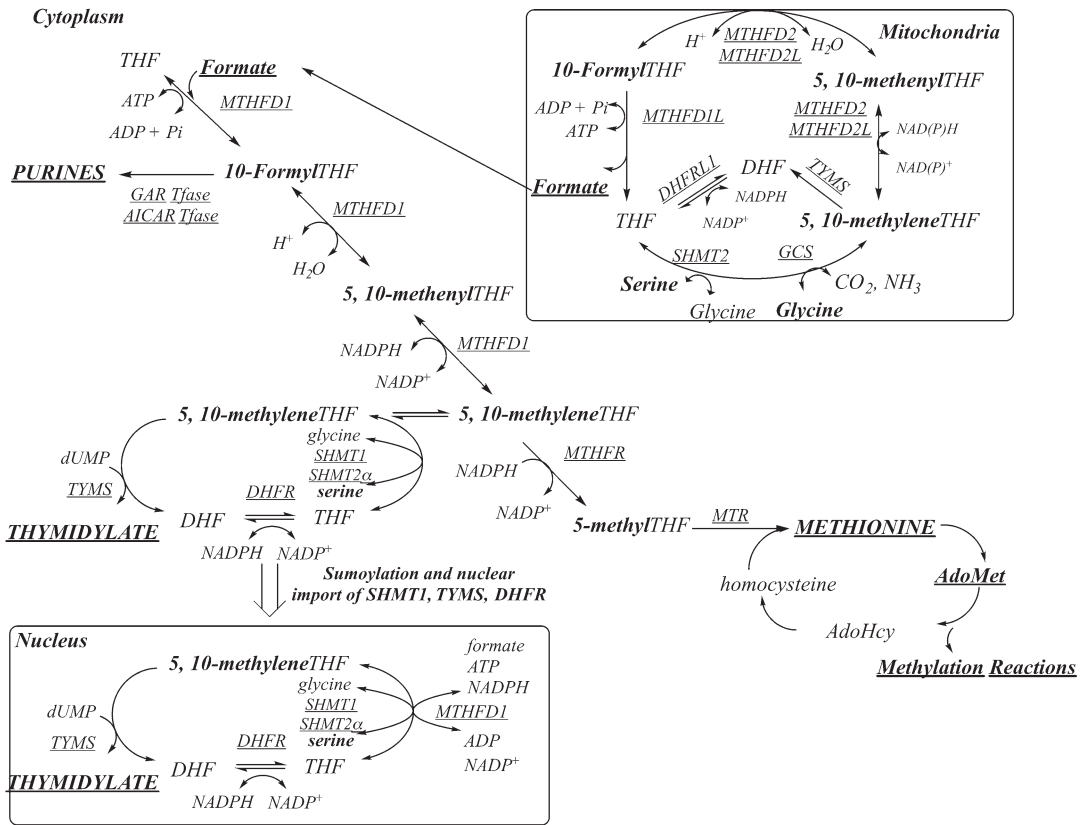 Cytoplasm
THF
Formate
ATP
MTHFD1
ADP + Pi
PURINES
10-FormylTHF
GAR Tfase
AICAR Tfase
MTHFD1
H+
H2O
5, 10-methenylTHF
NADPH
MTHFD1
NADP+
5, 10-methyleneTHF
5, 10-methyleneTHF
glycine
SHMT1
SHMT2α
serine
dUMP
TYMS
DHFR
THYMIDYLATE
DHF
THF
NADPH
NADP+
NADPH
MTHFR
NADP+
5-methylTHF
MTR
METHIONINE
homocysteine
AdoMet
AdoHcy
Methylation Reactions
Sumoylation and nuclear
import of SHMT1, TYMS, DHFR
Mitochondria
H+
MTHFD2
MTHFD2L
H2O
10-FormylTHF
5, 10-methenylTHF
ADP + Pi
ATP
MTHFD1L
MTHFD2
MTHFD2L
NAD(P)H
NAD(P)+
Formate
DHFRL1
DHF
TYMS
NADPH
NADP+
THF
5, 10-methyleneTHF
SHMT2
GCS
Serine
CO2, NH3
Glycine
Glycine
Nucleus
5, 10-methyleneTHF
formate
ATP
NADPH
glycine
SHMT1
SHMT2α
serine
MTHFD1
ADP
NADP+
dUMP
TYMS
DHFR
THYMIDYLATE
DHF
THF
NADPH
NADP+